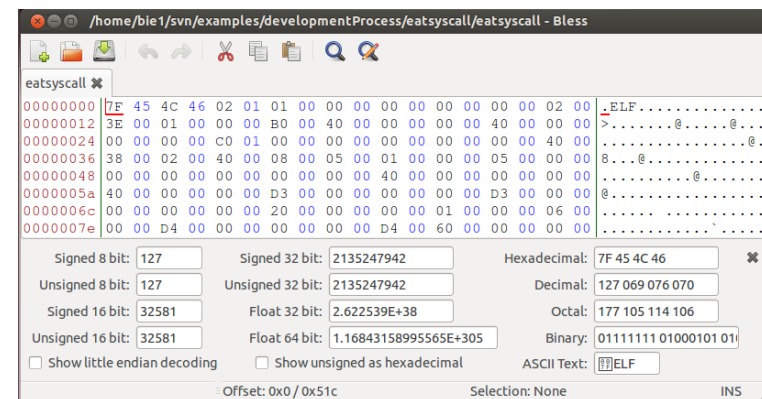 /home/bie1/svn/examples/developmentProcess/eatsyscall/eatsyscall - Bless
eatsyscall
00000000 7F 45 4C 46 02 01 01 00 00 00 00 00 00 00 00 00 02 00 .ELF..............
00000012 3E 00 01 00 00 00 B0 00 40 00 00 00 00 00 40 00 00 00 >.......@.....@...
00000024 00 00 00 00 C0 01 00 00 00 00 00 00 00 00 00 00 40 00 ................@.
00000036 38 00 02 00 40 00 08 00 05 00 01 00 00 00 05 00 00 00 8...@.............
00000048 00 00 00 00 00 00 00 00 00 00 40 00 00 00 00 00 00 00 ..........@.......
0000005a 40 00 00 00 00 00 D3 00 00 00 00 00 00 00 D3 00 00 00 @.................
0000006c 00 00 00 00 00 00 20 00 00 00 00 00 01 00 00 00 06 00 ...... ...........
0000007e 00 00 D4 00 00 00 00 00 00 00 D4 00 60 00 00 00 00 00 ............`.....
Signed 8 bit: 127 Signed 32 bit: 2135247942 Hexadecimal: 7F 45 4C 46
Unsigned 8 bit: 127 Unsigned 32 bit: 2135247942 Decimal: 127 069 076 070
Signed 16 bit: 32581 Float 32 bit: 2.622539E+38 Octal: 177 105 114 106
Unsigned 16 bit: 32581 Float 64 bit: 1.16843158995565E+305 Binary: 01111111 01000101 010
Show little endian decoding Show unsigned as hexadecimal ASCII Text: ELF
Offset: 0x0 / 0x51c Selection: None INS